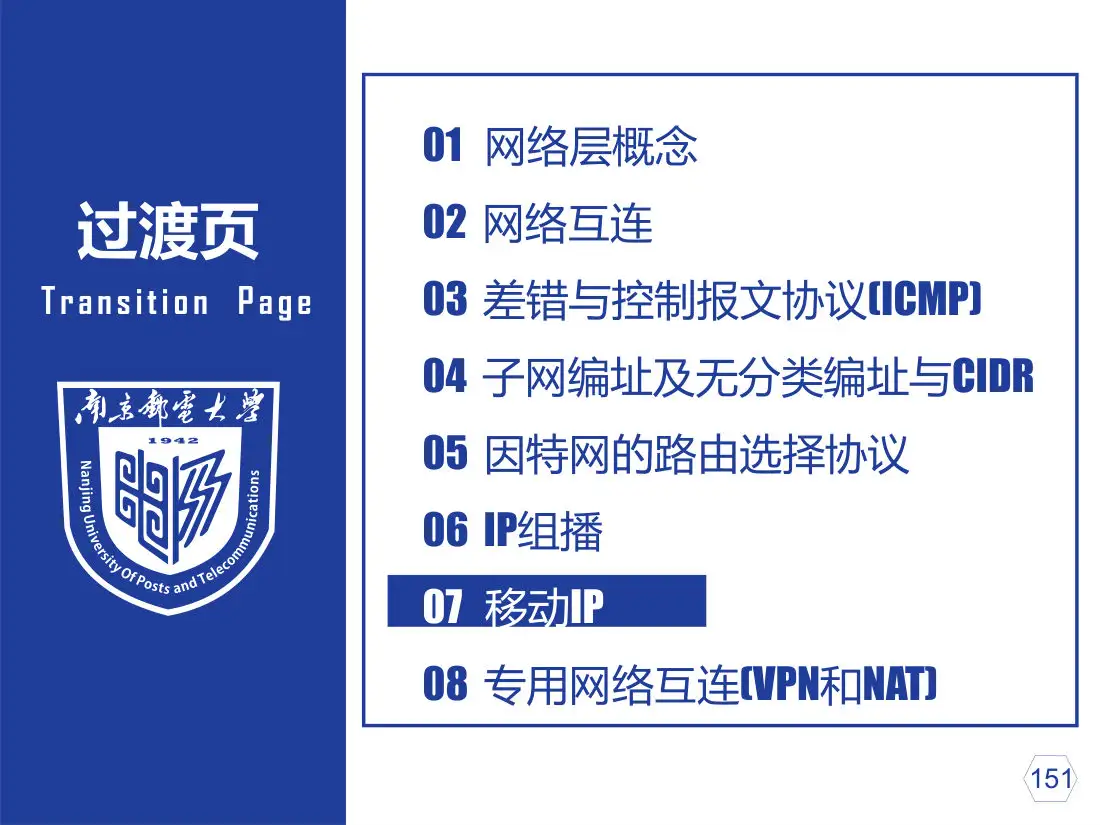 过渡页
Transition Page
南京邮电大学
1942
Nanjing University Of Posts and Telecommunications
01 网络层概念
02 网络互连
03 差错与控制报文协议(ICMP)
04 子网编址及无分类编址与CIDR
05 因特网的路由选择协议
06 IP组播
07 移动IP
08 专用网络互连(VPN和NAT)
151